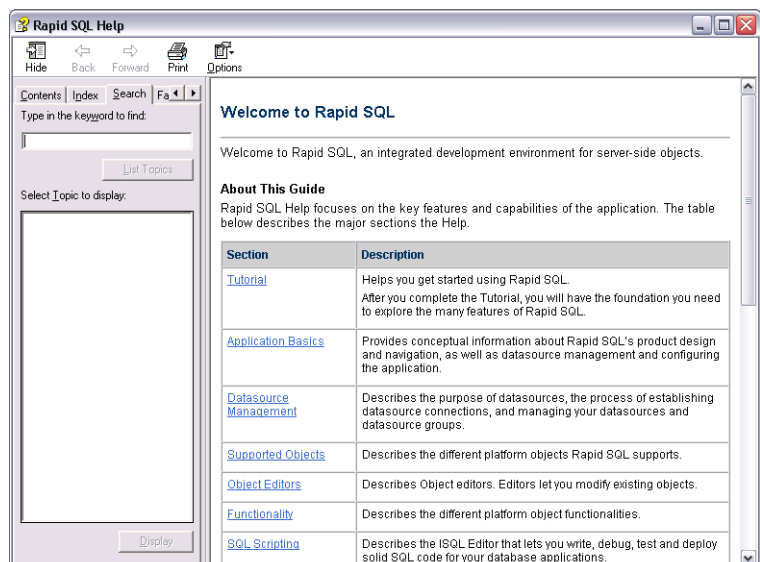 Rapid SQL Help
Hide Back Forward Print Options
Contents Index Search Fa
Type in the keyword to find:
List Topics
Select Topic to display:
Display
Welcome to Rapid SQL
Welcome to Rapid SQL, an integrated development environment for server-side objects.
About This Guide
Rapid SQL Help focuses on the key features and capabilities of the application. The table
below describes the major sections the Help.
Section Description
Tutorial Helps you get started using Rapid SQL.
After you complete the Tutorial, you will have the foundation you need
to explore the many features of Rapid SQL.
Application Basics Provides conceptual information about Rapid SQL's product design
and navigation, as well as datasource management and configuring
the application.
Datasource Describes the purpose of datasources, the process of establishing
Management datasource connections, and managing your datasources and
datasource groups.
Supported Objects Describes the different platform objects Rapid SQL supports.
Object Editors Describes Object editors. Editors let you modify existing objects.
Functionality Describes the different platform object functionalities.
SQL Scripting Describes the ISQL Editor that lets you write, debug, test and deploy
solid SQL code for your database applications.